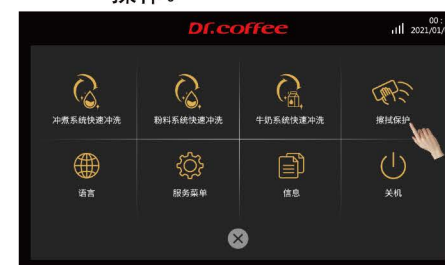 Dr.coffee
00:
2021/01/
冲煮系统快速冲洗
粉料系统快速冲洗
牛奶系统快速冲洗
擦拭保护
语言
服务菜单
信息
关机